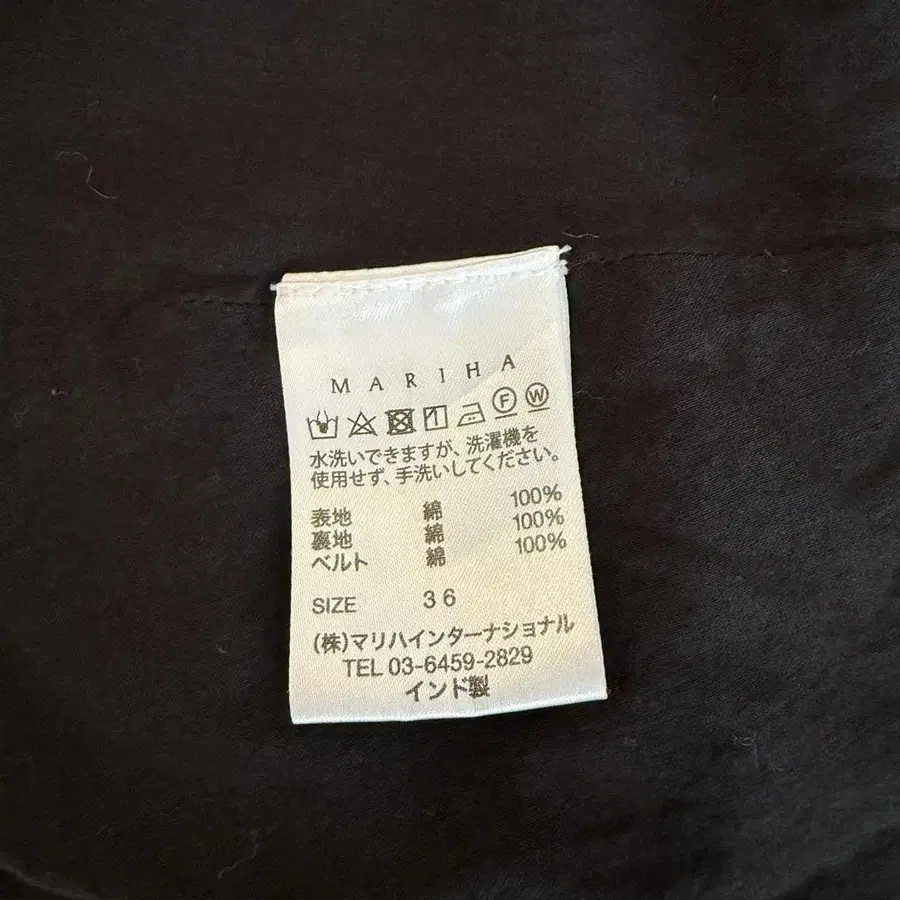 MARIHA
F W
水洗いできますが、洗濯機を
使用せず、手洗いしてください。
表地 綿 100%
裏地 綿 100%
ベルト 綿 100%
SIZE 36
(株)マリハインターナショナル
TEL 03-6459-2829
インド製